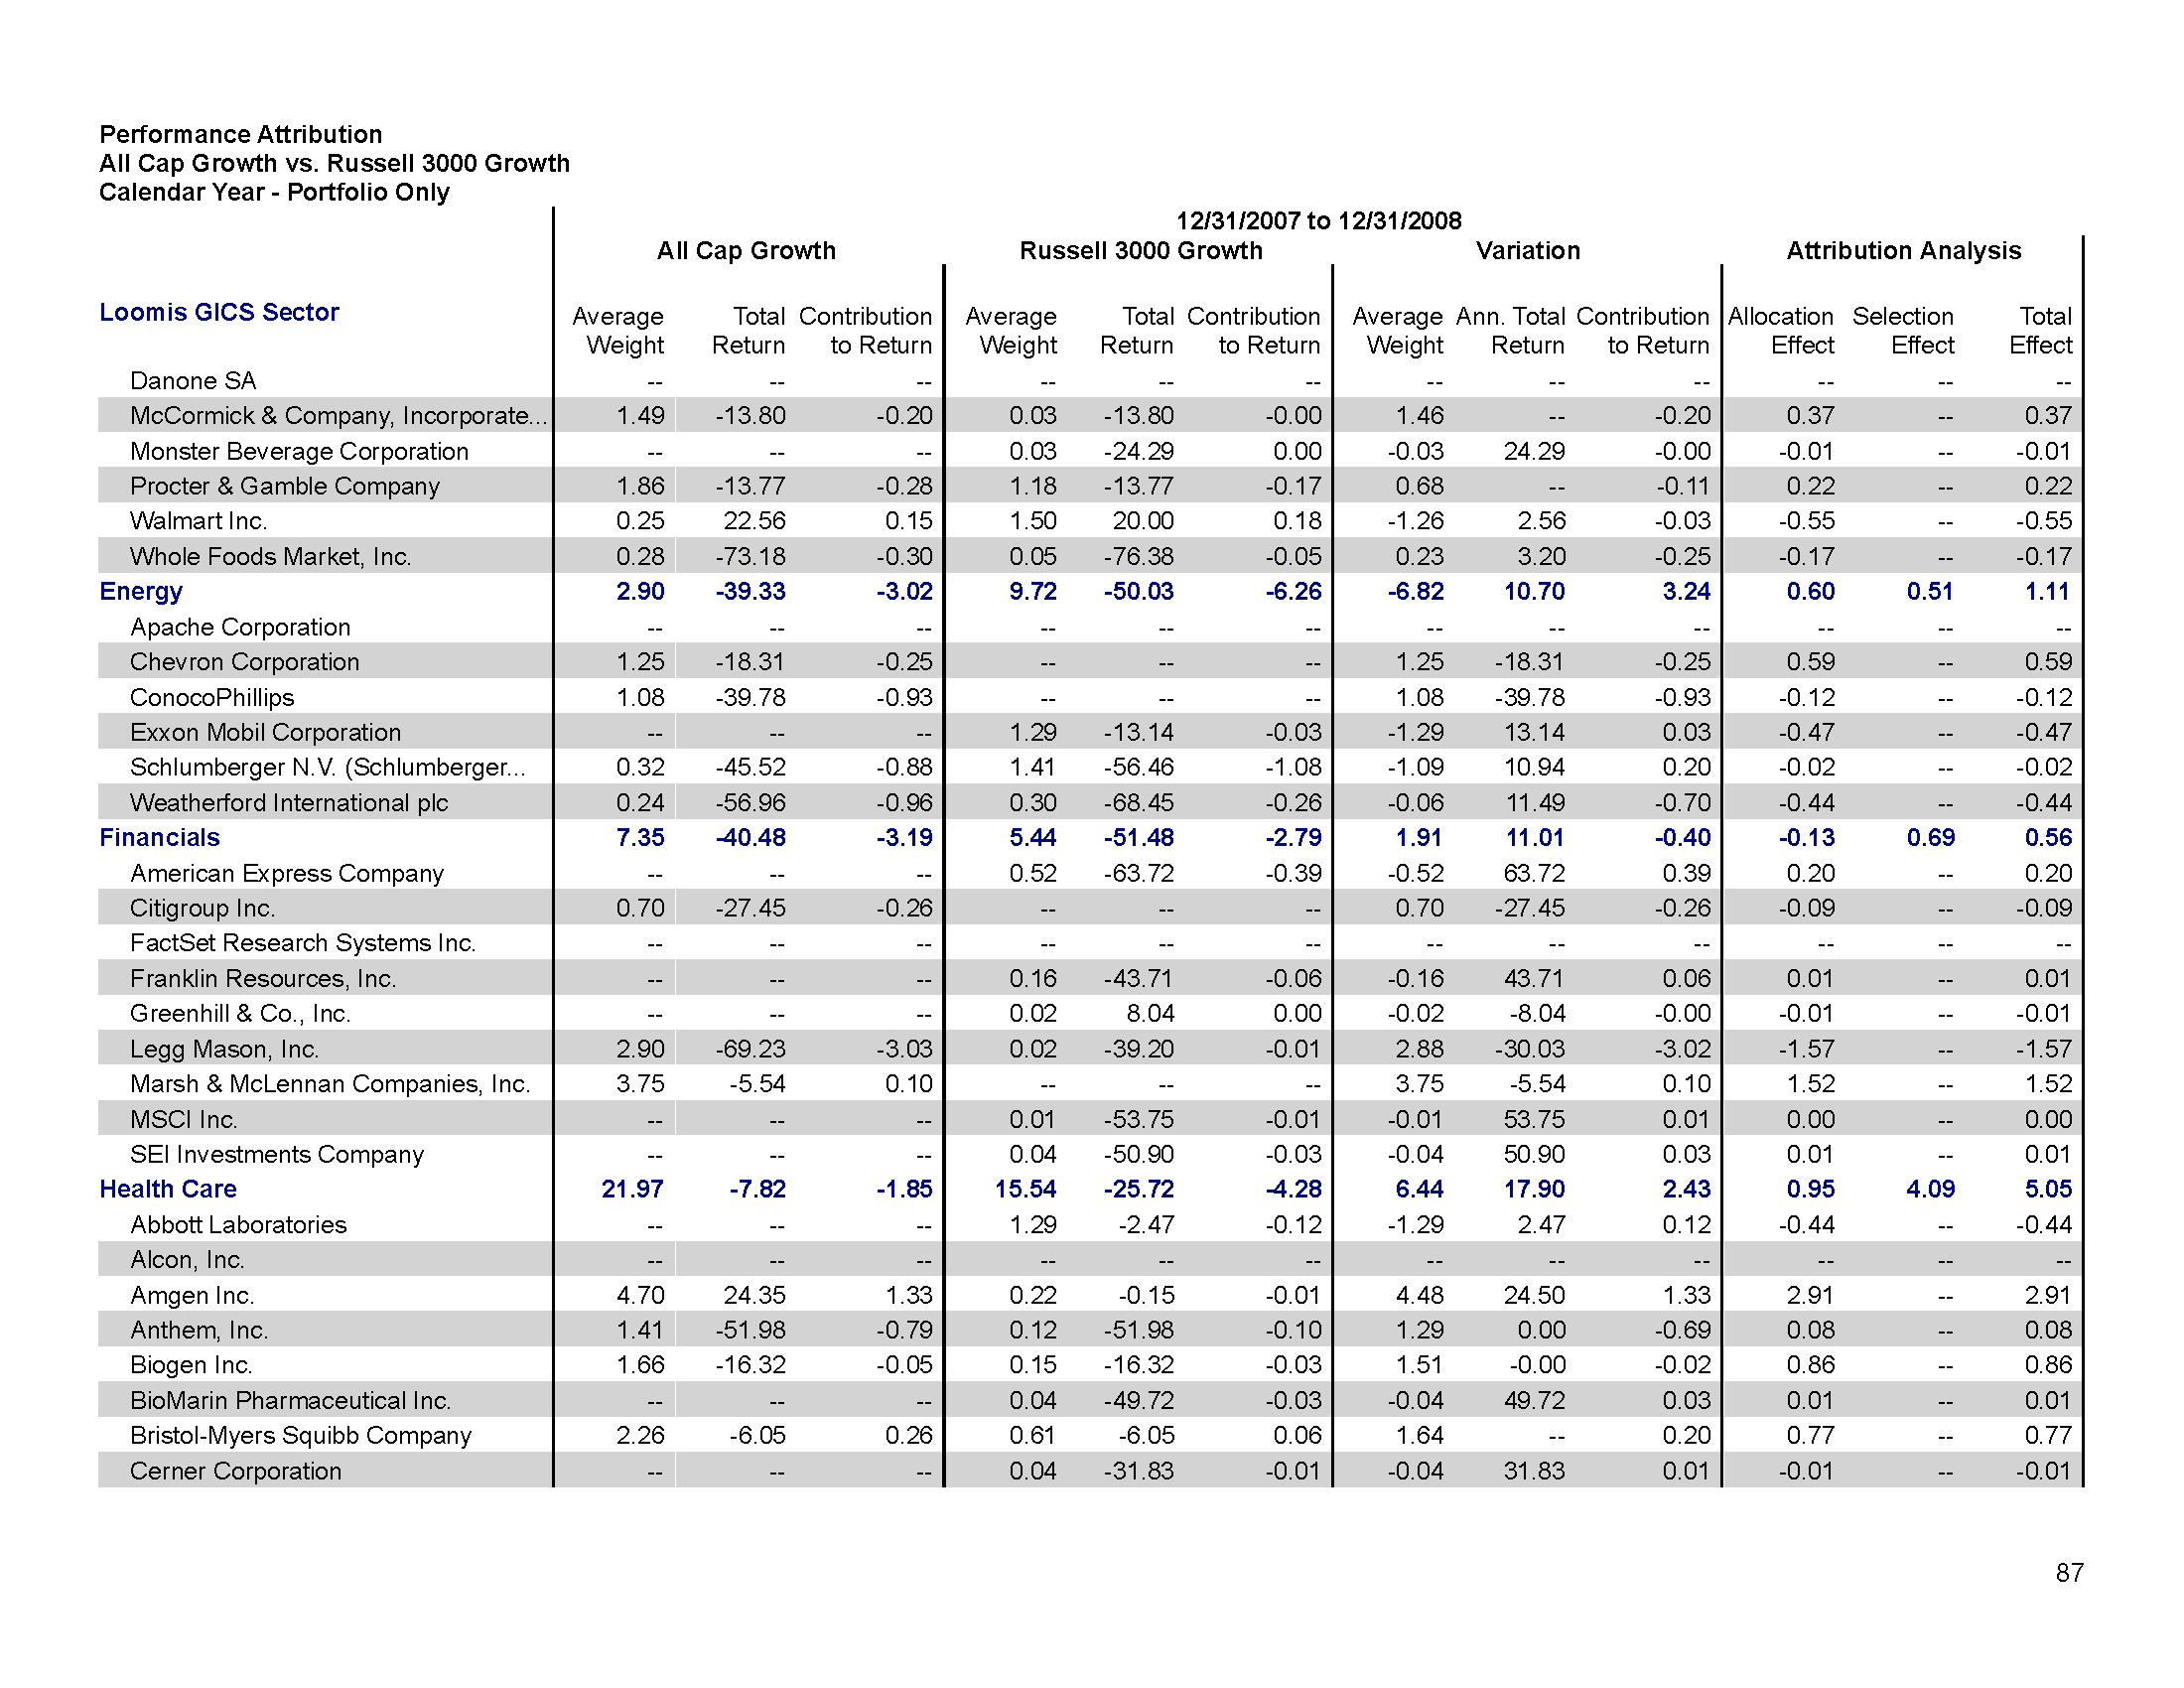 Performance Attribution
All Cap Growth vs. Russell 3000 Growth
Calendar Year - Portfolio Only
12/31/2007 to 12/31/2008
All Cap Growth Russell 3000 Growth Variation Attribution Analysis
Loomis GICS Sector Average Total Contribution Average Total Contribution Average Ann. Total Contribution Allocation Selection Total
Weight Return to Return Weight Return to Return Weight Return to Return Effect Effect Effect
Danone SA -- -- -- -- -- -- -- -- -- -- -- --
McCormick & Company, Incorporate... 1.49 -13.80 -0.20 0.03 -13.80 -0.00 1.46 -- -0.20 0.37 -- 0.37
Monster Beverage Corporation -- -- -- 0.03 -24.29 0.00 -0.03 24.29 -0.00 -0.01 -- -0.01
Procter & Gamble Company 1.86 -13.77 -0.28 1.18 -13.77 -0.17 0.68 -- -0.11 0.22 -- 0.22
Walmart Inc. 0.25 22.56 0.15 1.50 20.00 0.18 -1.26 2.56 -0.03 -0.55 -- -0.55
Whole Foods Market, Inc. 0.28 -73.18 -0.30 0.05 -76.38 -0.05 0.23 3.20 -0.25 -0.17 -- -0.17
Energy 2.90 -39.33 -3.02 9.72 -50.03 -6.26 -6.82 10.70 3.24 0.60 0.51 1.11
Apache Corporation -- -- -- -- -- -- -- -- -- -- -- --
Chevron Corporation 1.25 -18.31 -0.25 -- -- -- 1.25 -18.31 -0.25 0.59 -- 0.59
ConocoPhillips 1.08 -39.78 -0.93 -- -- -- 1.08 -39.78 -0.93 -0.12 -- -0.12
Exxon Mobil Corporation -- -- -- 1.29 -13.14 -0.03 -1.29 13.14 0.03 -0.47 -- -0.47
Schlumberger N.V. (Schlumberger... 0.32 -45.52 -0.88 1.41 -56.46 -1.08 -1.09 10.94 0.20 -0.02 -- -0.02
Weatherford International plc 0.24 -56.96 -0.96 0.30 -68.45 -0.26 -0.06 11.49 -0.70 -0.44 -- -0.44
Financials 7.35 -40.48 -3.19 5.44 -51.48 -2.79 1.91 11.01 -0.40 -0.13 0.69 0.56
American Express Company -- -- -- 0.52 -63.72 -0.39 -0.52 63.72 0.39 0.20 -- 0.20
Citigroup Inc. 0.70 -27.45 -0.26 -- -- -- 0.70 -27.45 -0.26 -0.09 -- -0.09
FactSet Research Systems Inc. -- -- -- -- -- -- -- -- -- -- -- --
Franklin Resources, Inc. -- -- -- 0.16 -43.71 -0.06 -0.16 43.71 0.06 0.01 -- 0.01
Greenhill & Co., Inc. -- -- -- 0.02 8.04 0.00 -0.02 -8.04 -0.00 -0.01 -- -0.01
Legg Mason, Inc. 2.90 -69.23 -3.03 0.02 -39.20 -0.01 2.88 -30.03 -3.02 -1.57 -- -1.57
Marsh & McLennan Companies, Inc. 3.75 -5.54 0.10 -- -- -- 3.75 -5.54 0.10 1.52 -- 1.52
MSCI Inc. -- -- -- 0.01 -53.75 -0.01 -0.01 53.75 0.01 0.00 -- 0.00
SEI Investments Company -- -- -- 0.04 -50.90 -0.03 -0.04 50.90 0.03 0.01 -- 0.01
Health Care 21.97 -7.82 -1.85 15.54 -25.72 -4.28 6.44 17.90 2.43 0.95 4.09 5.05
Abbott Laboratories -- -- -- 1.29 -2.47 -0.12 -1.29 2.47 0.12 -0.44 -- -0.44
Alcon, Inc. -- -- -- -- -- -- -- -- -- -- -- --
Amgen Inc. 4.70 24.35 1.33 0.22 -0.15 -0.01 4.48 24.50 1.33 2.91 -- 2.91
Anthem, Inc. 1.41 -51.98 -0.79 0.12 -51.98 -0.10 1.29 0.00 -0.69 0.08 -- 0.08
Biogen Inc. 1.66 -16.32 -0.05 0.15 -16.32 -0.03 1.51 -0.00 -0.02 0.86 -- 0.86
BioMarin Pharmaceutical Inc. -- -- -- 0.04 -49.72 -0.03 -0.04 49.72 0.03 0.01 -- 0.01
Bristol-Myers Squibb Company 2.26 -6.05 0.26 0.61 -6.05 0.06 1.64 -- 0.20 0.77 -- 0.77
Cerner Corporation -- -- -- 0.04 -31.83 -0.01 -0.04 31.83 0.01 -0.01 -- -0.01
87